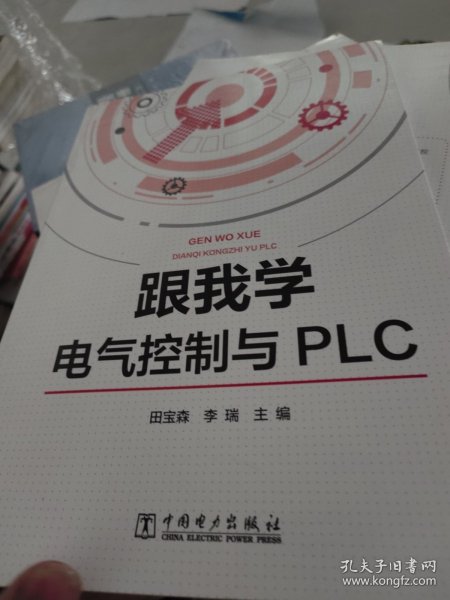 GEN WO XUE
DIANQI KONGZHI YU PLC
跟我学
电气控制与 PLC
田宝森 李瑞 主编
中国电力出版社
CHINA ELECTRIC POWER PRESS
孔夫子旧书网
www.kongfz.com